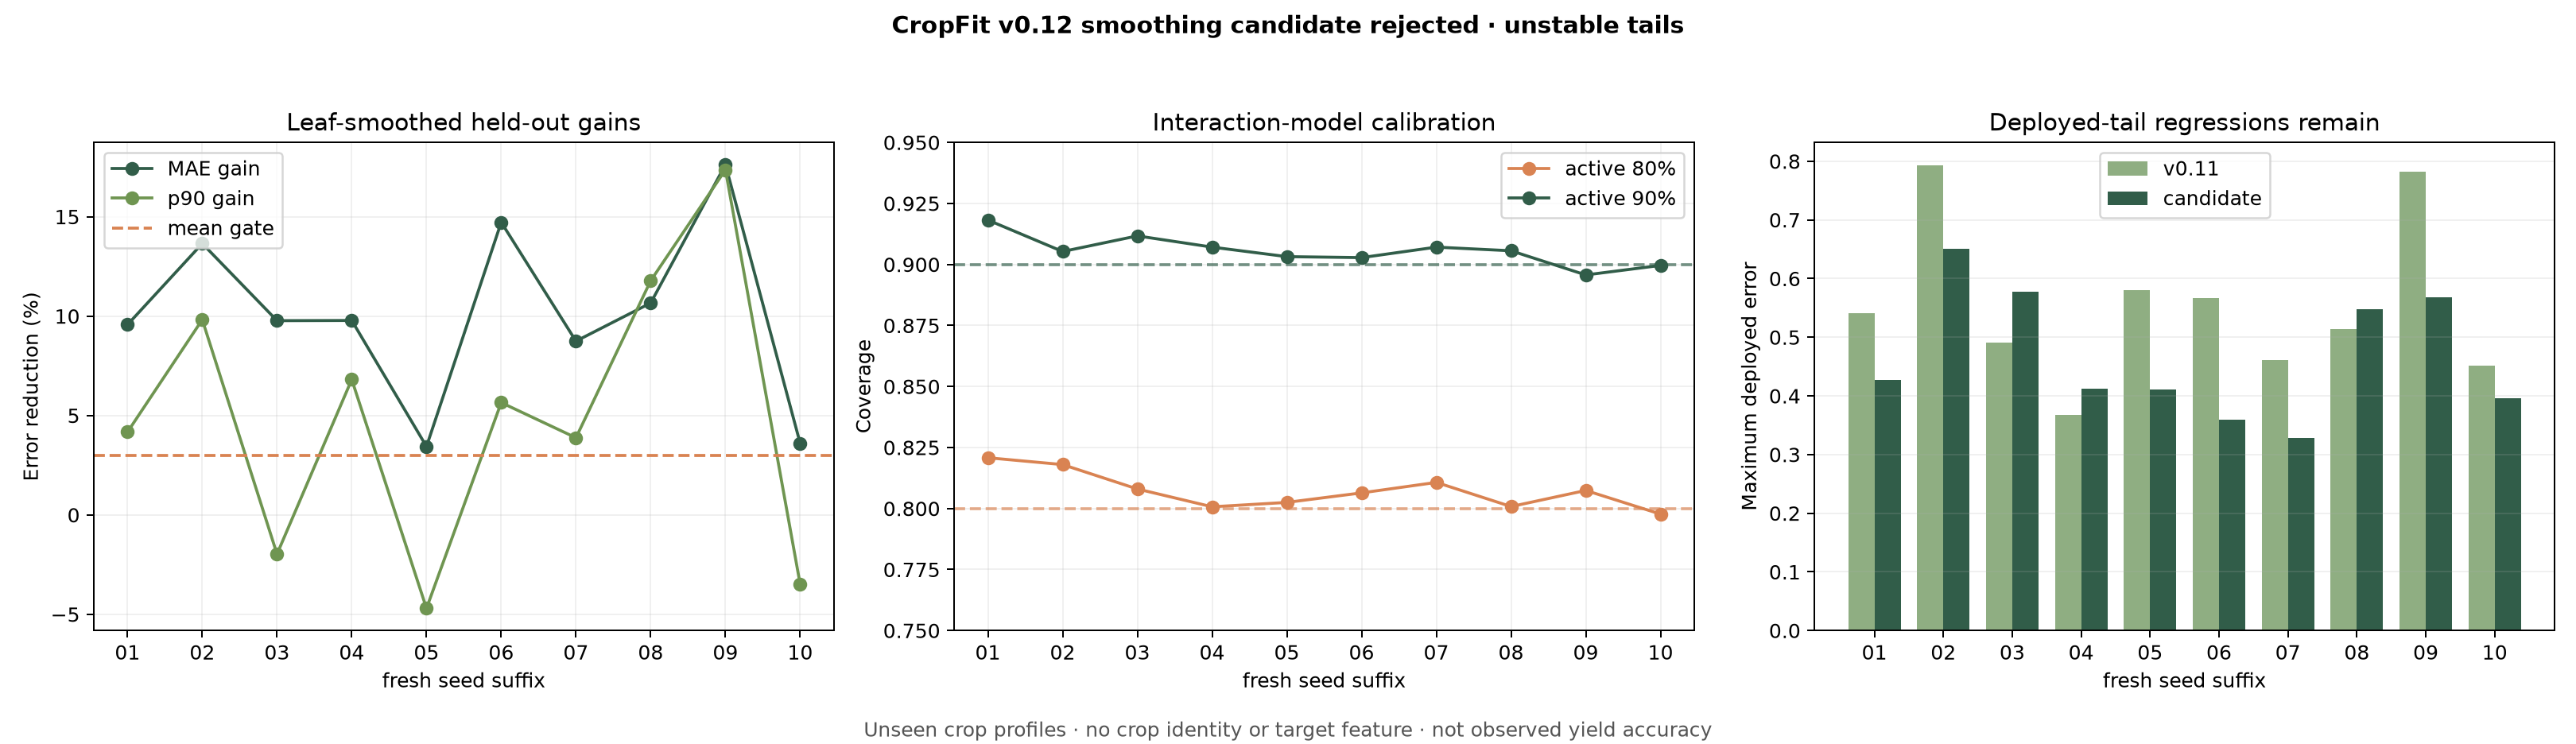 CropFit v0.12 smoothing candidate rejected · unstable tails
Leaf-smoothed held-out gains
MAE gain
p90 gain
mean gate
Error reduction (%)
15
10
5
0
−5
01 02 03 04 05 06 07 08 09 10
fresh seed suffix
Interaction-model calibration
active 80%
active 90%
Coverage
0.950
0.925
0.900
0.875
0.850
0.825
0.800
0.775
0.750
01 02 03 04 05 06 07 08 09 10
fresh seed suffix
Deployed-tail regressions remain
v0.11
candidate
Maximum deployed error
0.8
0.7
0.6
0.5
0.4
0.3
0.2
0.1
0.0
01 02 03 04 05 06 07 08 09 10
fresh seed suffix
Unseen crop profiles · no crop identity or target feature · not observed yield accuracy